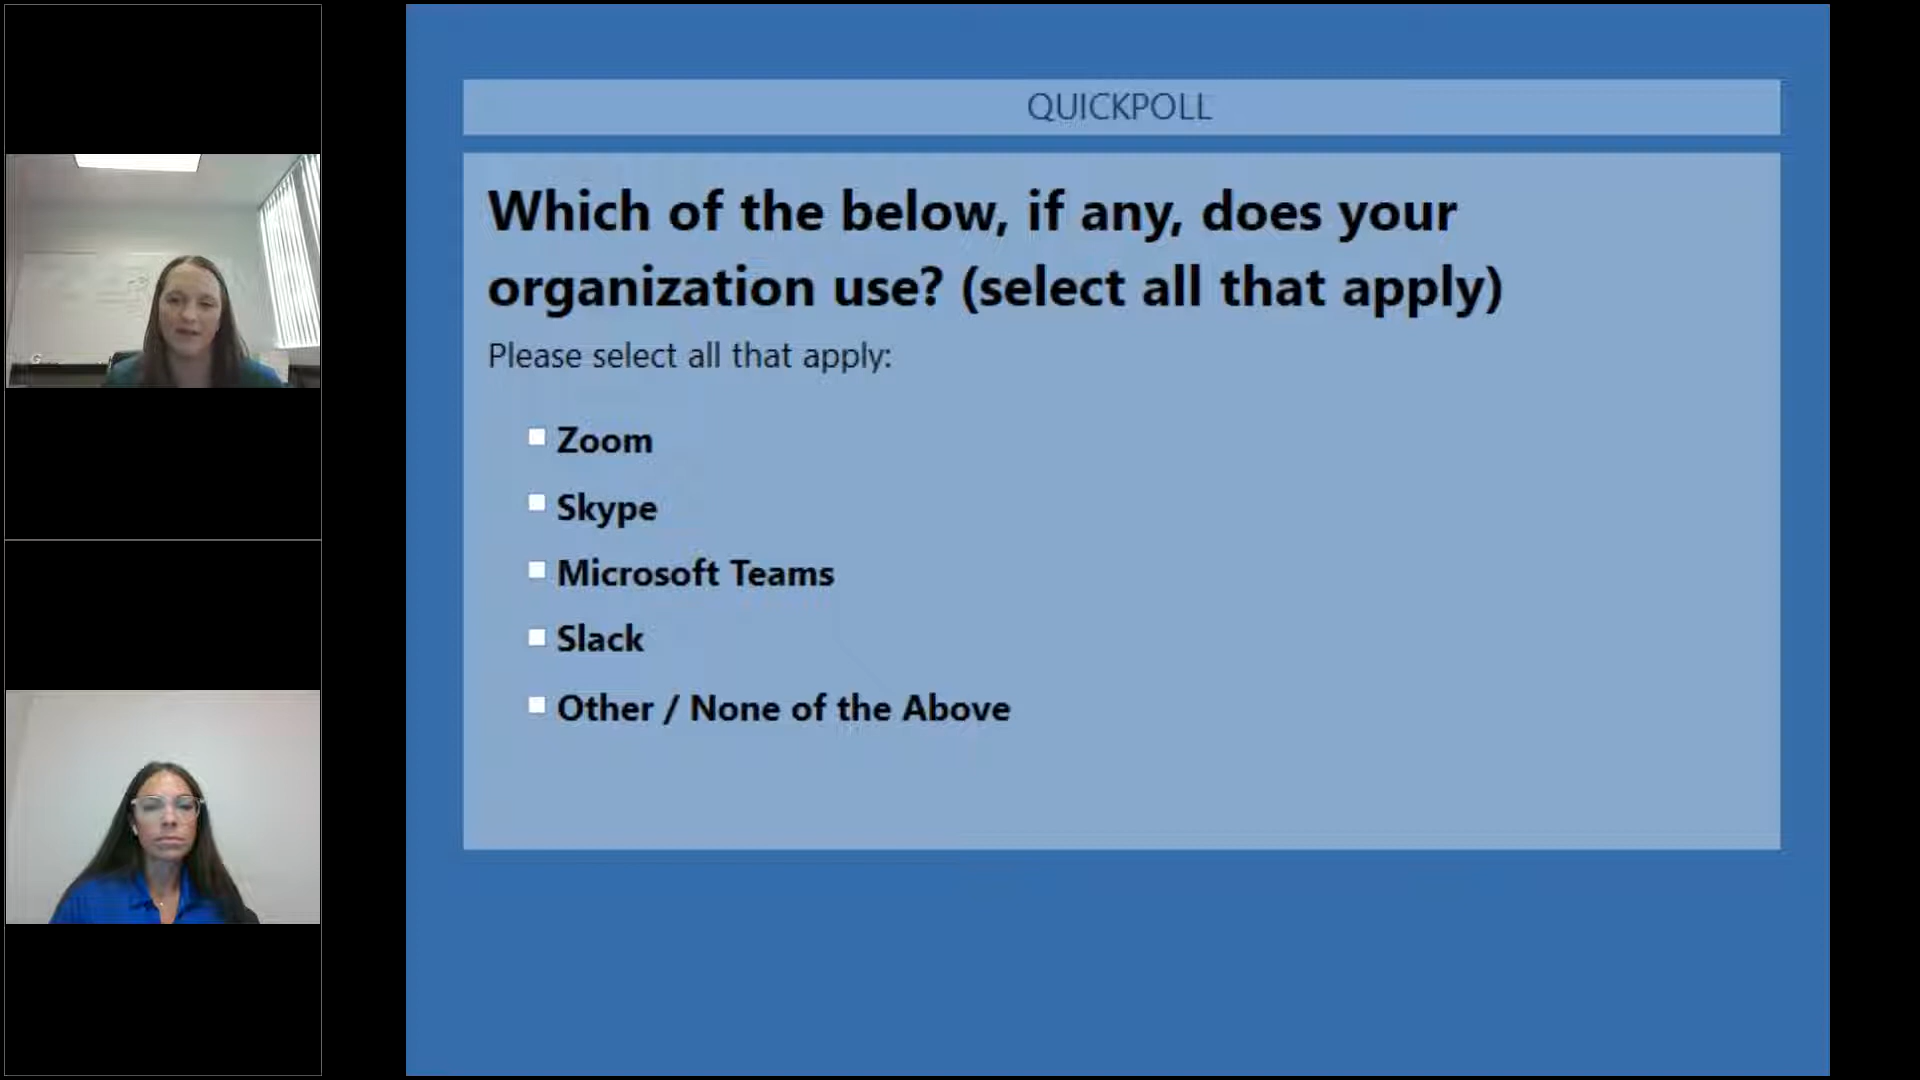 QUICKPOLL
Which of the below, if any, does your
organization use? (select all that apply)
Please select all that apply:
Zoom
Skype
Microsoft Teams
Slack
Other / None of the Above